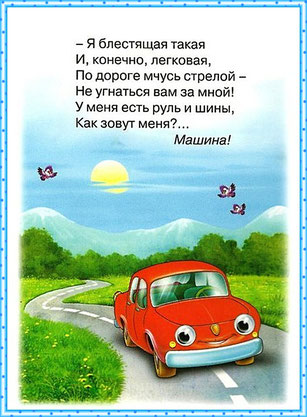 – Я блестящая такая
И, конечно, легковая,
По дороге мчусь стрелой –
Не угнаться вам за мной!
У меня есть руль и шины,
Как зовут меня?...
Машина!